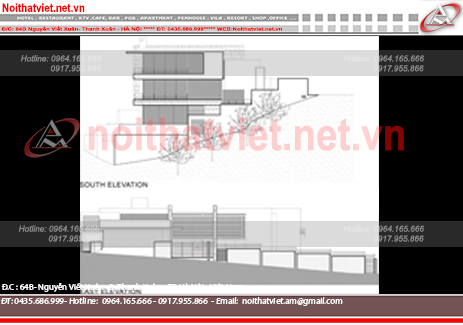 Noithatviet.net.vn
HOTEL . RESTAURANT . KTV .CAFE. BAR . PUB . APARTMENT . PENHOUSE . VILA . RESORT . SHOP .OFFICE ...
Đ/C: 64B Nguyễn Viết Xuân- Thanh Xuân - HÀ NỘI ***** ĐT: 0435.686.999***** WEB:Noithatviet.net.vn
Hotline: 0964.165.666
0917.955.866
Hotline: 0964.165.666
0917.955.866
noithatviet.net.vn
SOUTH ELEVATION
Hotline: 0964.165.666
0917.955.866
Hotline: 0964.165.666
0917.955.866
Đ.C : 64B- Nguyễn Viết
EAST ELEVATION
ĐT: 0435.686.999- Hotline: 0964.165.666 - 0917.955.866 - Email: noithatviet.am@gmail.com